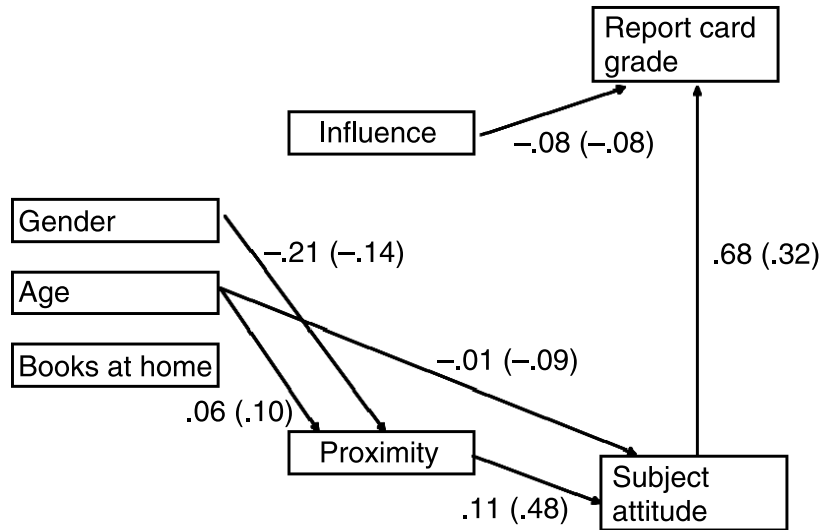 Report card
grade
Influence
–.08 (–.08)
Gender
–.21 (–.14)
.68 (.32)
Age
Books at home
–.01 (–.09)
.06 (.10)
Proximity
Subject
attitude
.11 (.48)